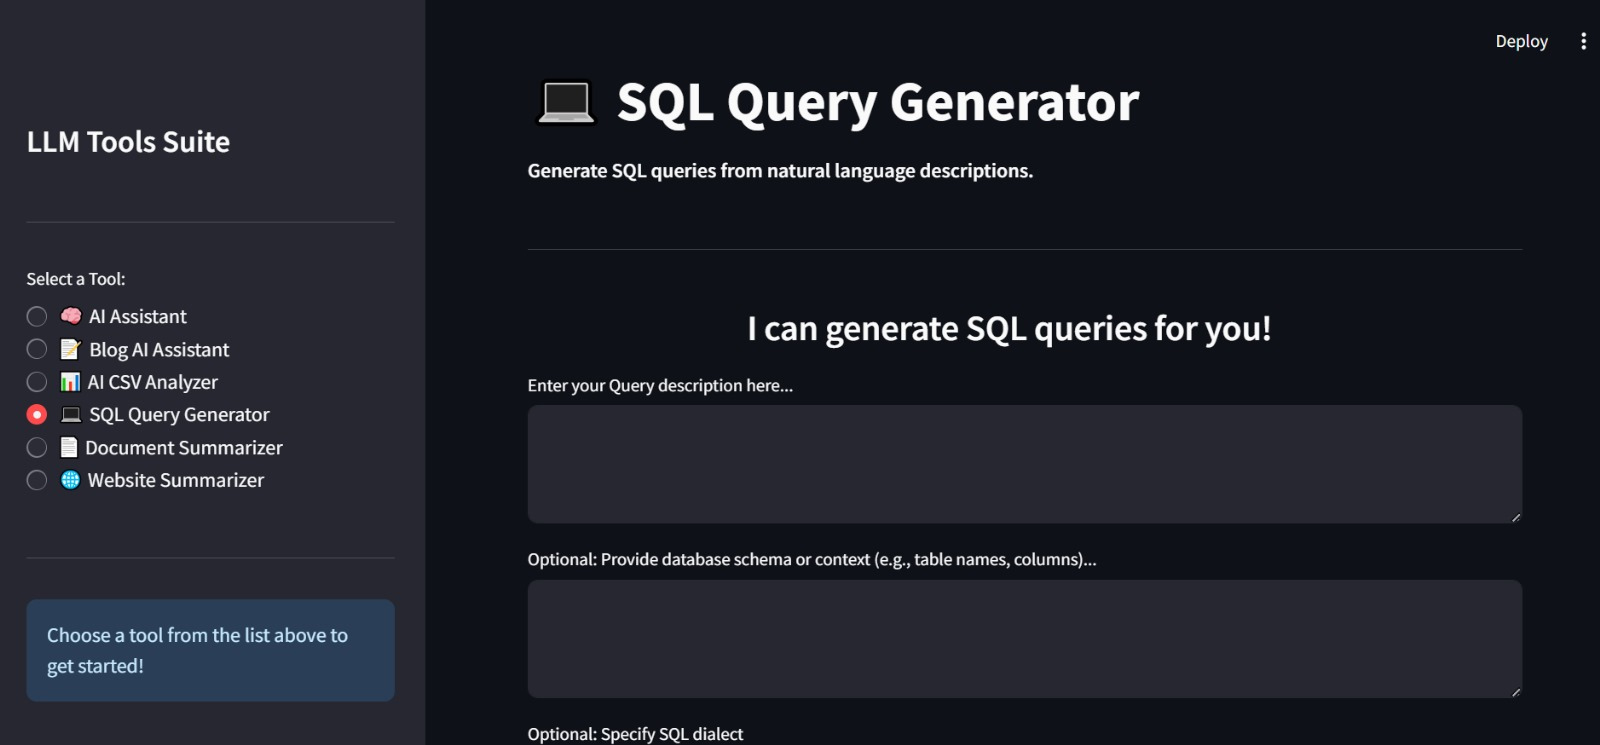 Deploy
LLM Tools Suite
Select a Tool:
AI Assistant
Blog AI Assistant
AI CSV Analyzer
SQL Query Generator
Document Summarizer
Website Summarizer
Choose a tool from the list above to
get started!
SQL Query Generator
Generate SQL queries from natural language descriptions.
I can generate SQL queries for you!
Enter your Query description here...
Optional: Provide database schema or context (e.g., table names, columns)...
Optional: Specify SQL dialect